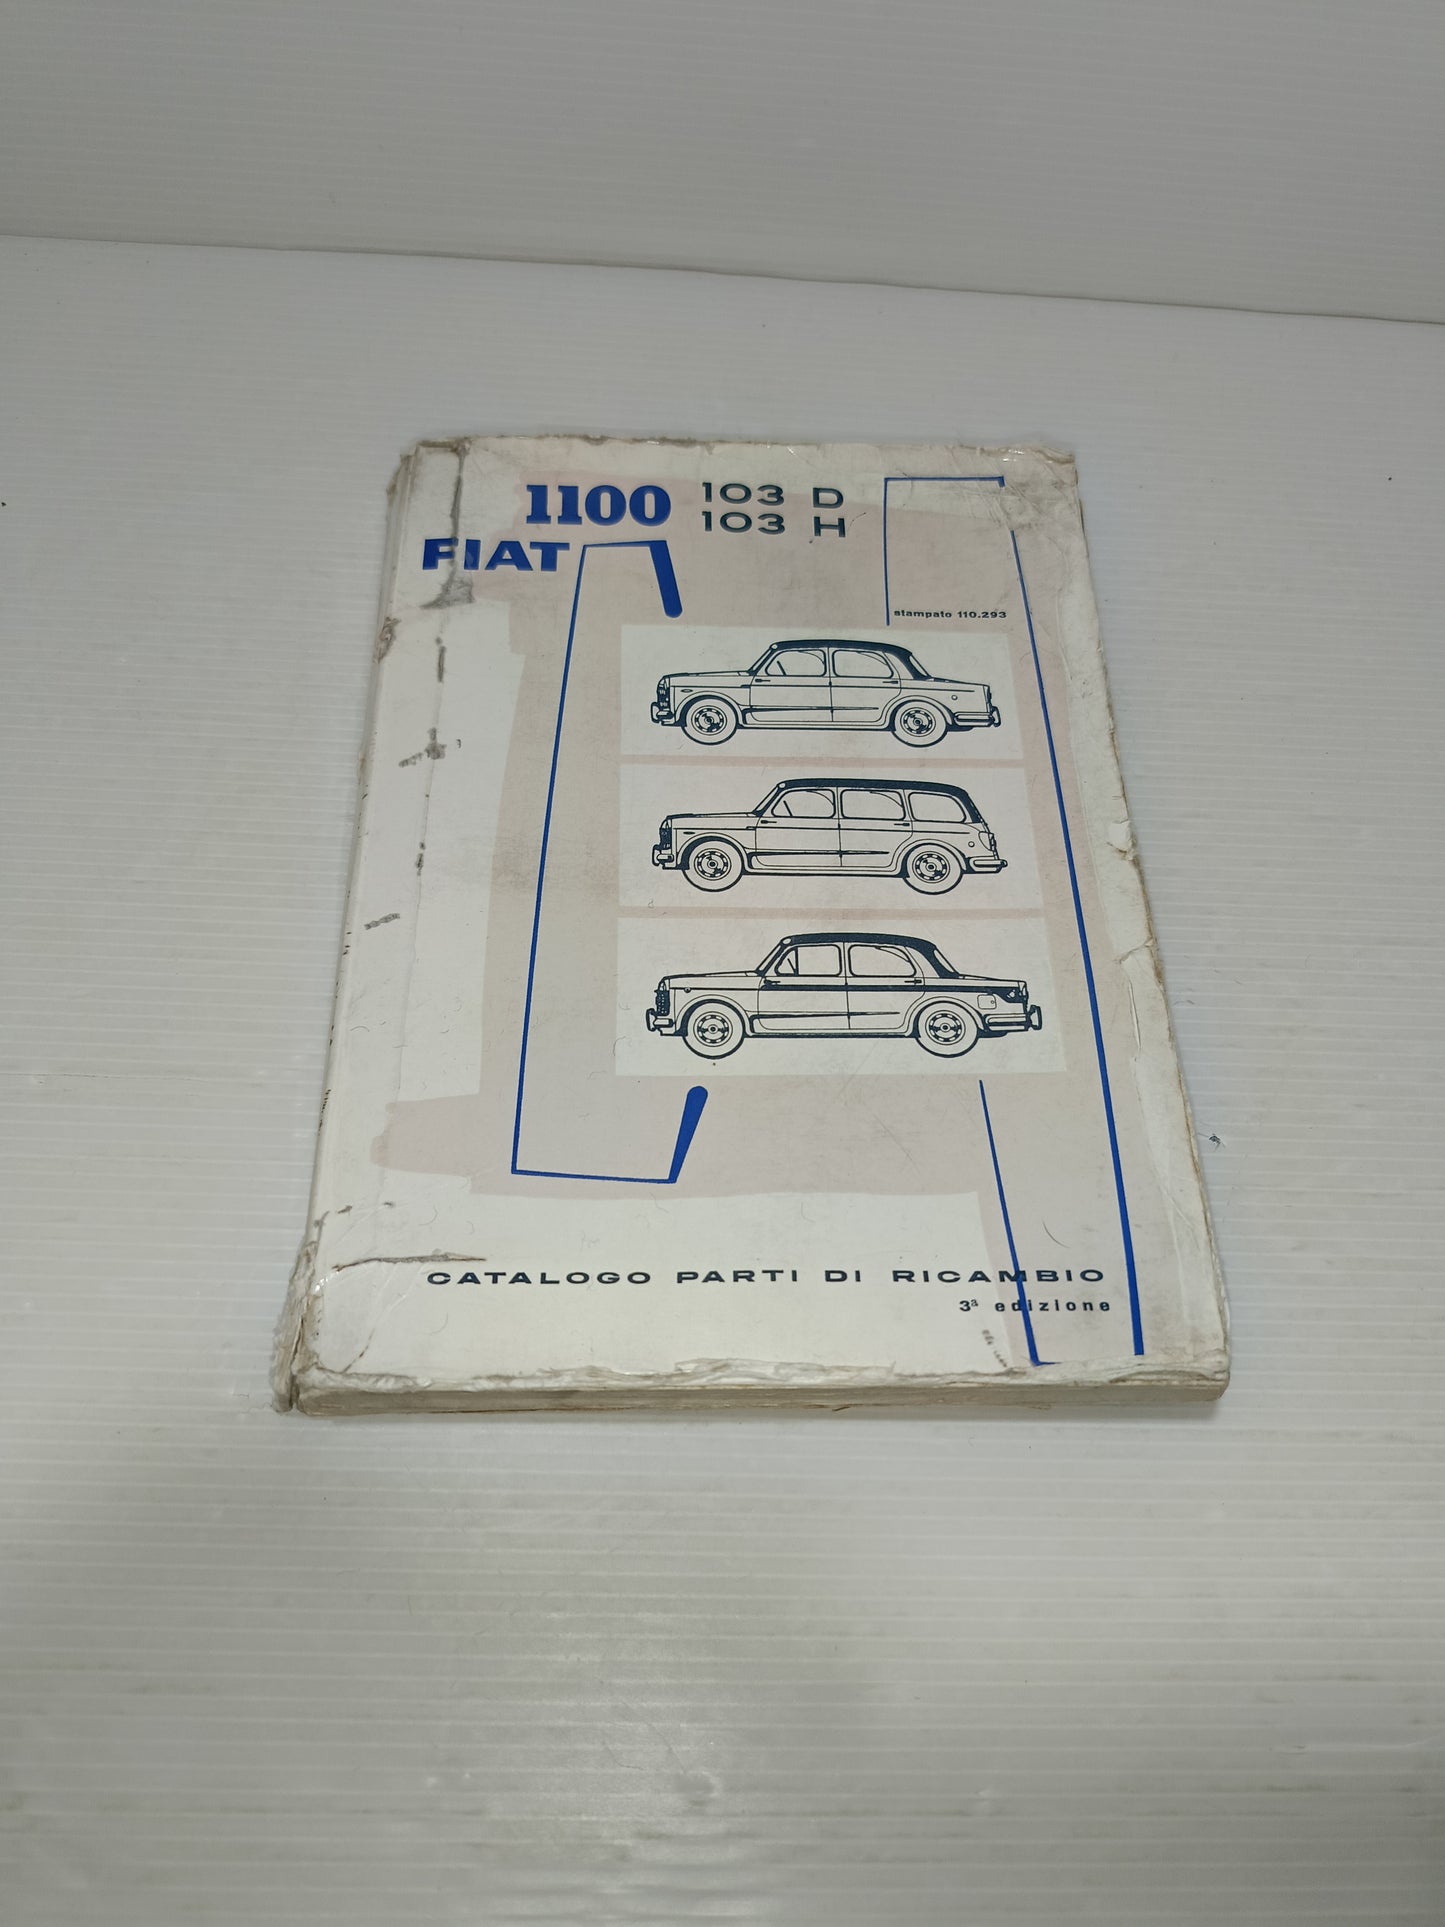 1100 103 D
103 H
FIAT
stampato 110.293
CATALOGO PARTI DI RICAMBIO
3ª edizione